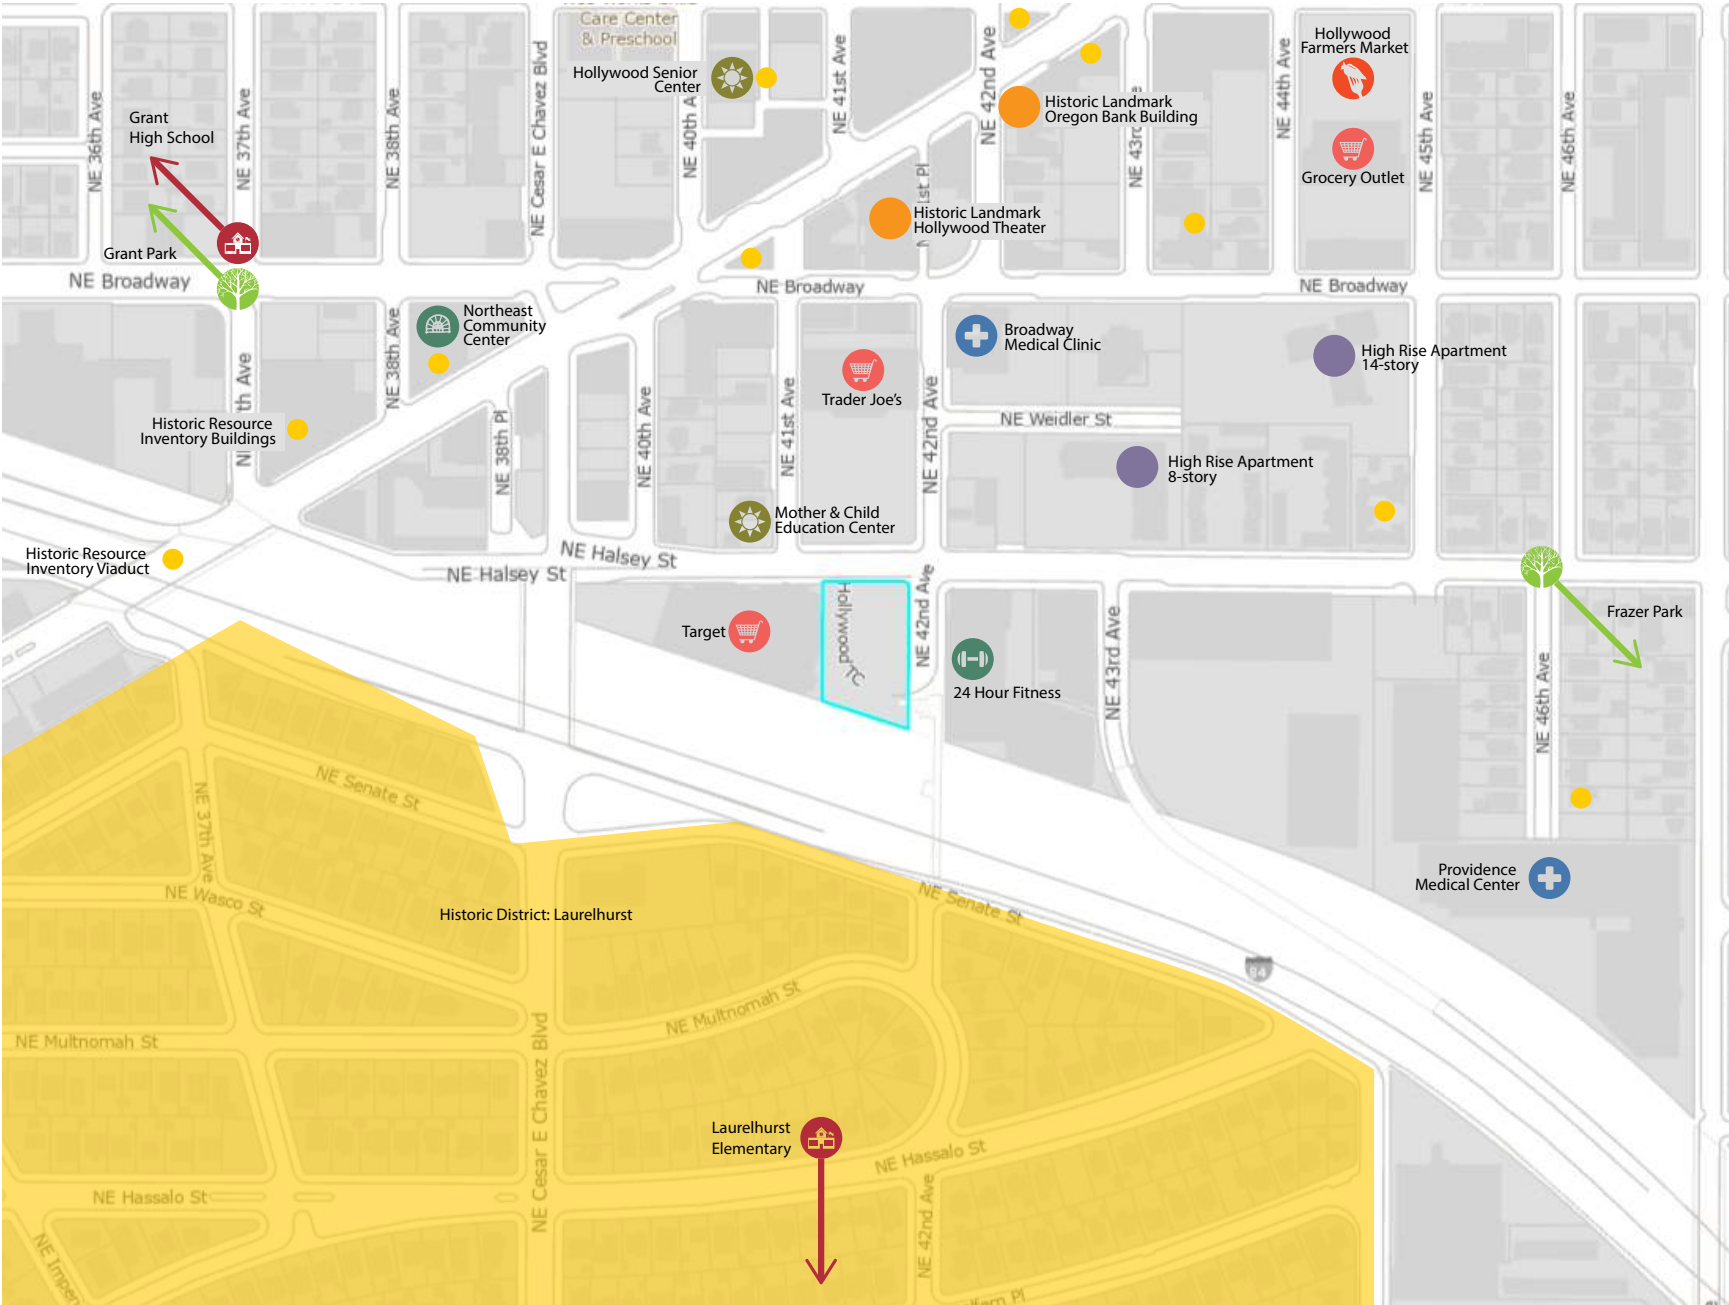 Care Center
& Preschool
Hollywood Senior
Center
NE 41st Ave
NE 42nd Ave
NE 44th Ave
Hollywood
Farmers Market
NE 36th Ave
NE 37th Ave
NE 38th Ave
NE Cesar E Chavez Blvd
Grant
High School
Historic Landmark
Oregon Bank Building
Grocery Outlet
NE 45th Ave
NE 46th Ave
Historic Landmark
Hollywood Theater
Grant Park
NE Broadway
NE Broadway
NE Broadway
Northeast
Community
Center
NE 38th Ave
Broadway
Medical Clinic
High Rise Apartment
14-story
Trader Joe's
NE 40th Ave
NE 41st Ave
NE 42nd Ave
NE Weidler St
Historic Resource
Inventory Buildings
NE 38th Pl
High Rise Apartment
8-story
Mother & Child
Education Center
Historic Resource
Inventory Viaduct
NE Halsey St
NE Halsey St
Hollywood TC
NE 42nd Ave
Target
24 Hour Fitness
NE 43rd Ave
Frazer Park
NE 46th Ave
NE Senate St
NE 37th Ave
NE Wasco St
Historic District: Laurelhurst
NE Senate St
Providence
Medical Center
84
NE Multnomah St
NE Multnomah St
NE Cesar E Chavez Blvd
Laurelhurst
Elementary
NE Hassalo St
NE Hassalo St
NE 42nd Ave